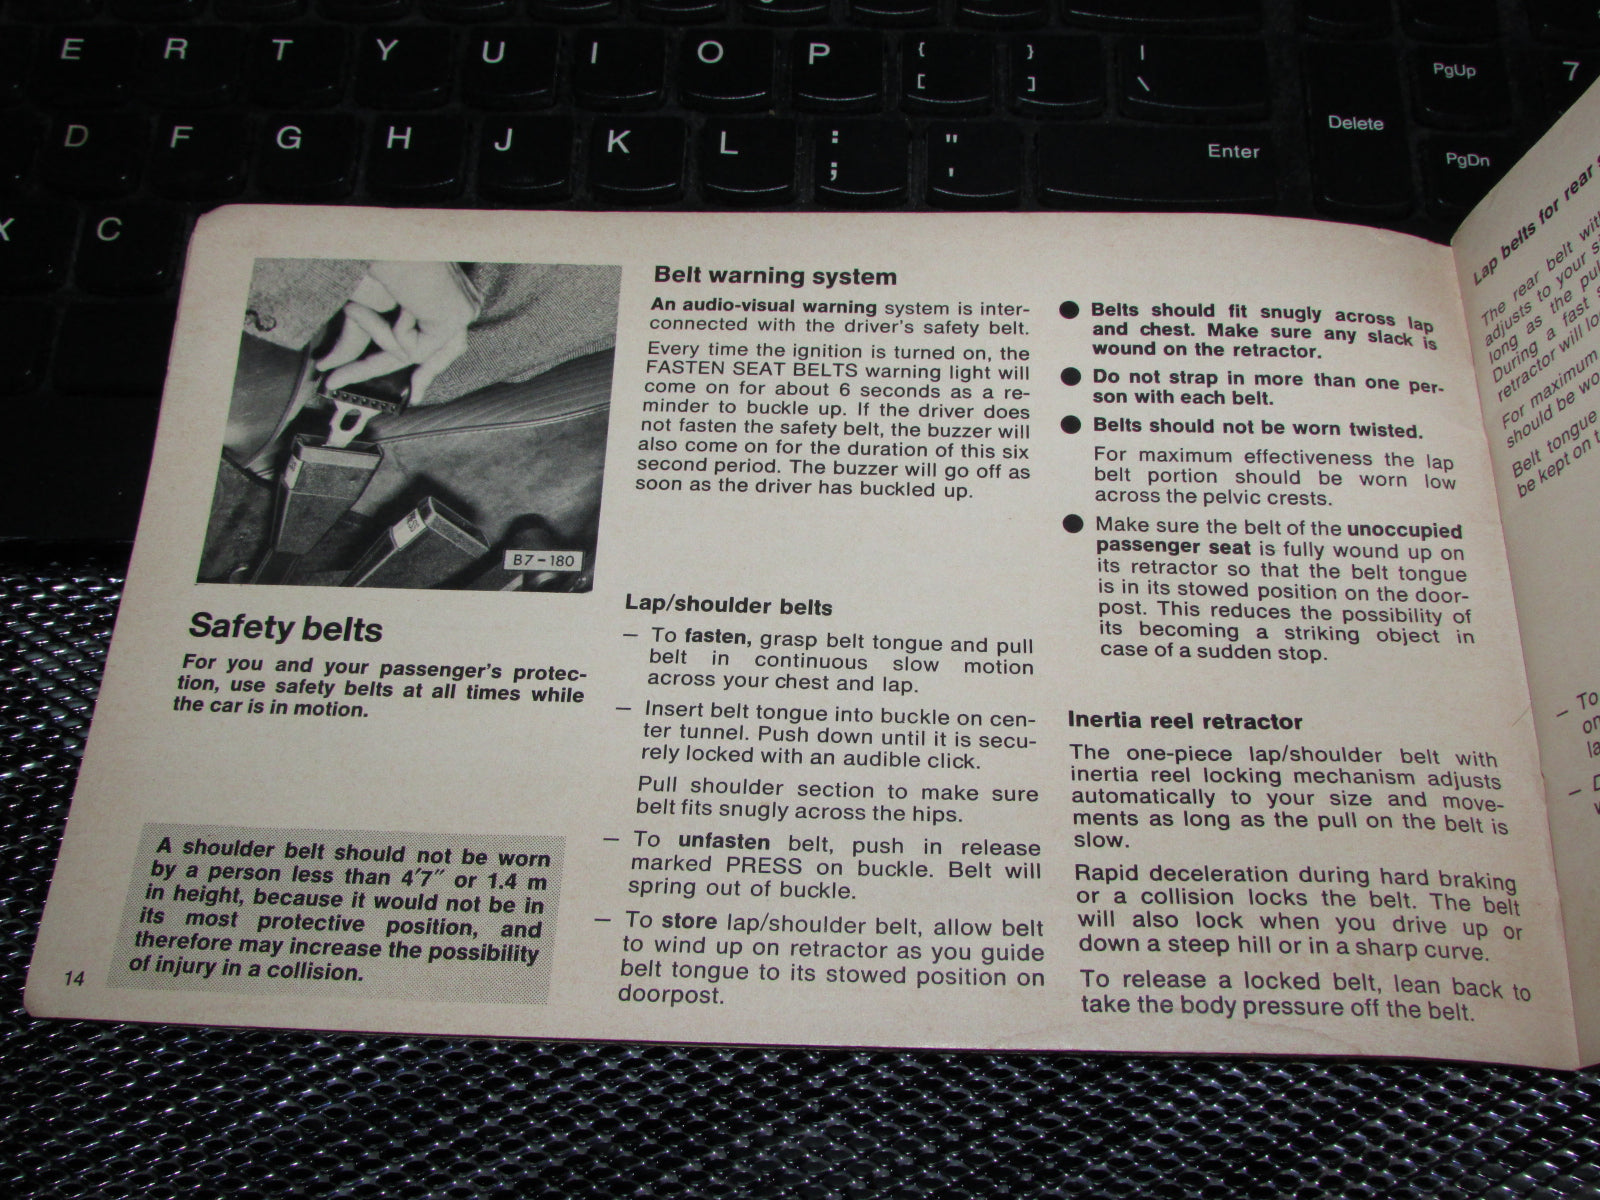 E R T Y U I O P { [ } ] | \ PgUp 7
D F G H J K L : ; " ' Enter Delete PgDn
X C
B7-180
Safety belts
For you and your passenger's protec-
tion, use safety belts at all times while
the car is in motion.
A shoulder belt should not be worn
by a person less than 4'7" or 1.4 m
in height, because it would not be in
its most protective position, and
therefore may increase the possibility
of injury in a collision.
14
Belt warning system
An audio-visual warning system is inter-
connected with the driver's safety belt.
Every time the ignition is turned on, the
FASTEN SEAT BELTS warning light will
come on for about 6 seconds as a re-
minder to buckle up. If the driver does
not fasten the safety belt, the buzzer will
also come on for the duration of this six
second period. The buzzer will go off as
soon as the driver has buckled up.
Lap/shoulder belts
— To fasten, grasp belt tongue and pull
belt in continuous slow motion
across your chest and lap.
— Insert belt tongue into buckle on cen-
ter tunnel. Push down until it is secu-
rely locked with an audible click.
Pull shoulder section to make sure
belt fits snugly across the hips.
— To unfasten belt, push in release
marked PRESS on buckle. Belt will
spring out of buckle.
— To store lap/shoulder belt, allow belt
to wind up on retractor as you guide
belt tongue to its stowed position on
doorpost.
● Belts should fit snugly across lap
and chest. Make sure any slack is
wound on the retractor.
● Do not strap in more than one per-
son with each belt.
● Belts should not be worn twisted.
For maximum effectiveness the lap
belt portion should be worn low
across the pelvic crests.
● Make sure the belt of the unoccupied
passenger seat is fully wound up on
its retractor so that the belt tongue
is in its stowed position on the door-
post. This reduces the possibility of
its becoming a striking object in
case of a sudden stop.
Inertia reel retractor
The one-piece lap/shoulder belt with
inertia reel locking mechanism adjusts
automatically to your size and move-
ments as long as the pull on the belt is
slow.
Rapid deceleration during hard braking
or a collision locks the belt. The belt
will also lock when you drive up or
down a steep hill or in a sharp curve.
To release a locked belt, lean back to
take the body pressure off the belt.
Lap belts for rear
The rear belt
adjusts to your
long as the
During a fast
retractor will
For maximum
should be
Belt tongue
be kept on
— To
—